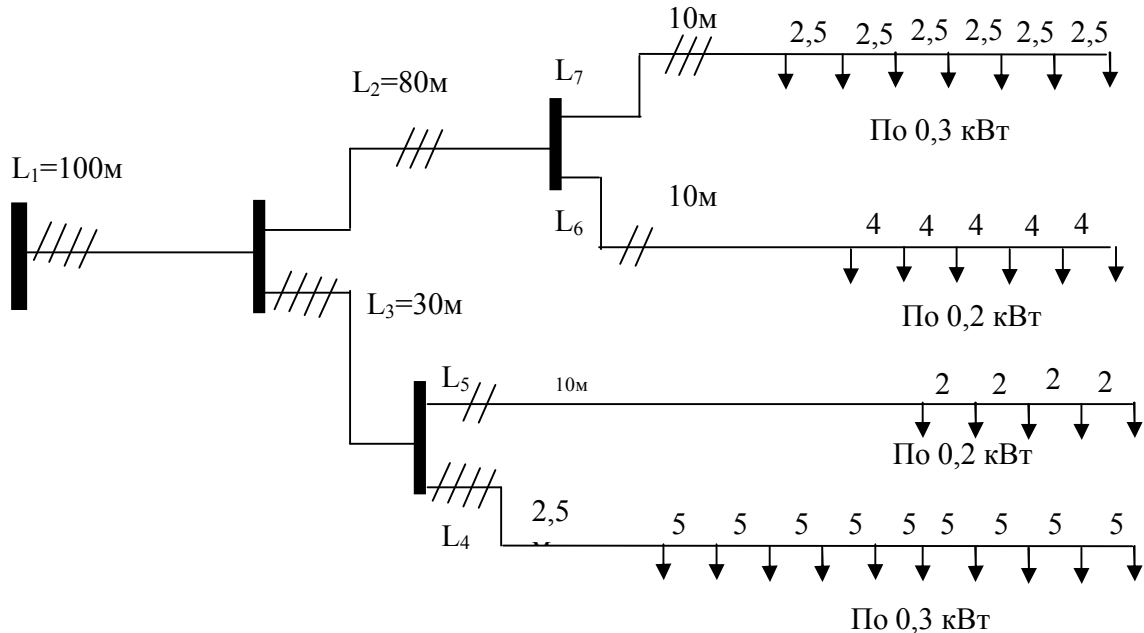 10м
2,5 2,5 2,5 2,5 2,5 2,5
L₇
L₂=80м
По 0,3 кВт
L₁=100м
10м
L₆
4 4 4 4 4
По 0,2 кВт
L₃=30м
L₅
10м
2 2 2 2
По 0,2 кВт
2,5
L₄
5 5 5 5 5 5 5 5 5
По 0,3 кВт